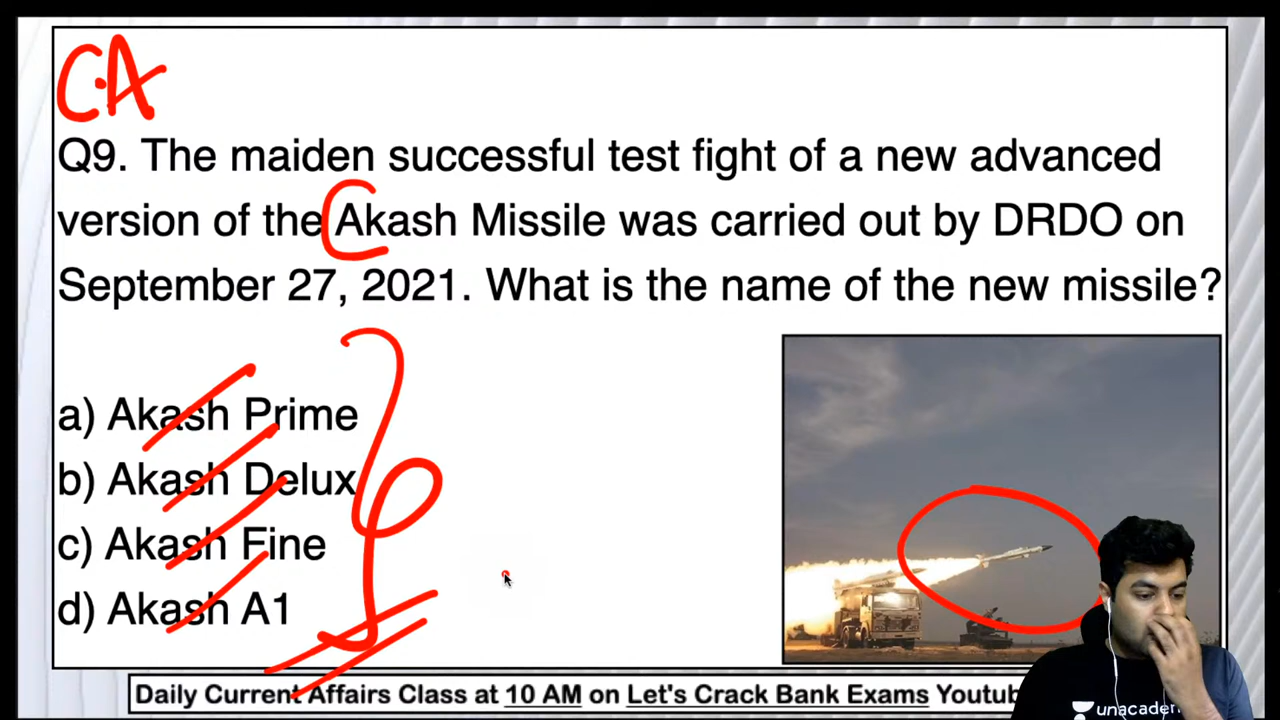 C.A
Q9. The maiden successful test fight of a new advanced
version of the Akash Missile was carried out by DRDO on
September 27, 2021. What is the name of the new missile?
a) Akash Prime
b) Akash Delux
c) Akash Fine
d) Akash A1
Daily Current Affairs Class at 10 AM on Let's Crack Bank Exams Youtub
unacadem